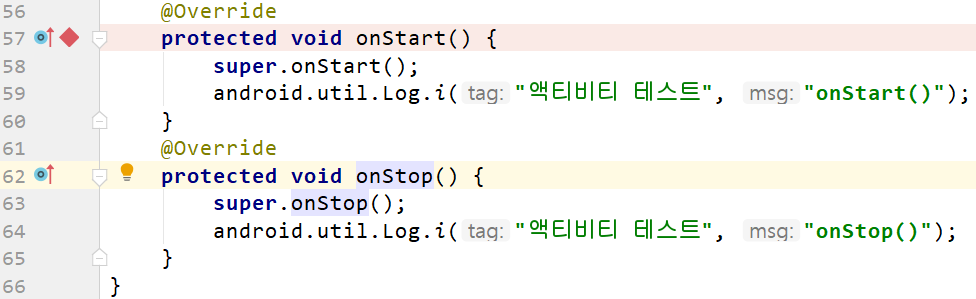 56 @Override
57 protected void onStart() {
58 super.onStart();
59 android.util.Log.i( tag: "액티비티 테스트", msg: "onStart()");
60 }
61 @Override
62 protected void onStop() {
63 super.onStop();
64 android.util.Log.i( tag: "액티비티 테스트", msg: "onStop()");
65 }
66 }